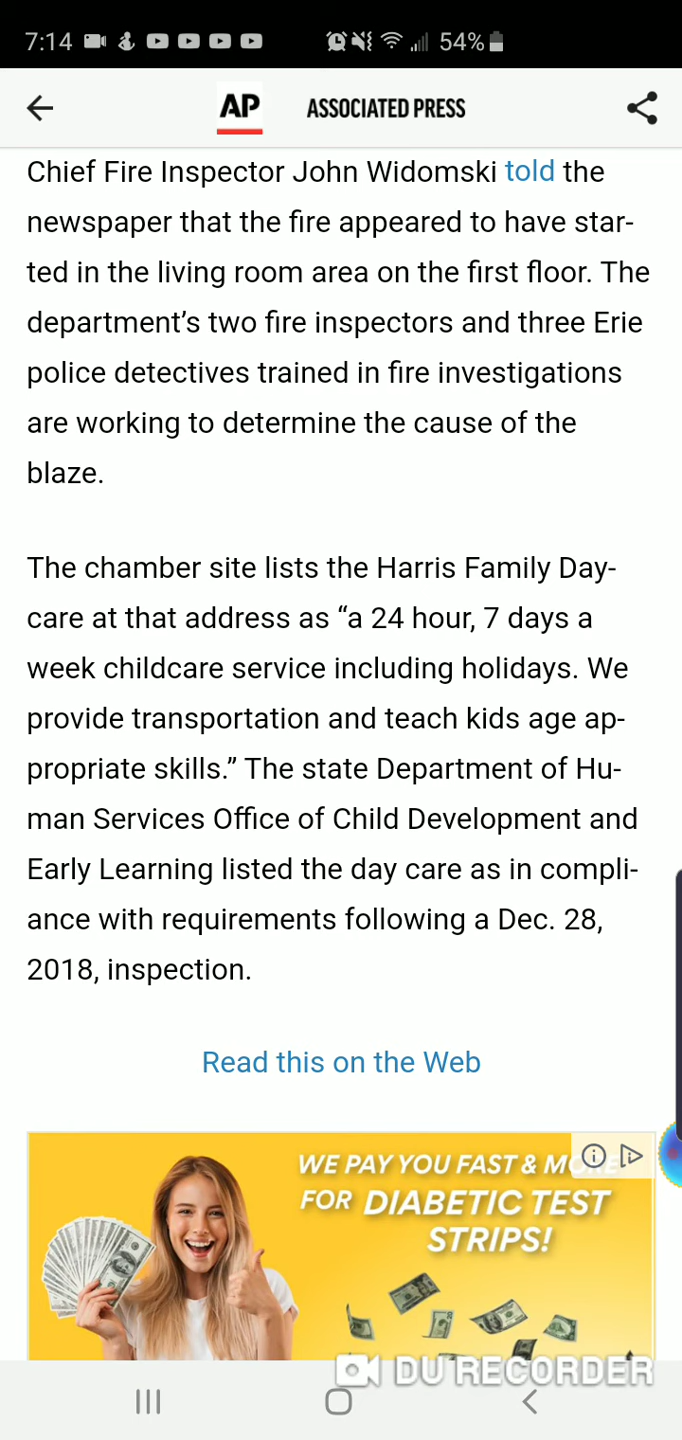 7:14
54%
AP ASSOCIATED PRESS
Chief Fire Inspector John Widomski told the
newspaper that the fire appeared to have star-
ted in the living room area on the first floor. The
department’s two fire inspectors and three Erie
police detectives trained in fire investigations
are working to determine the cause of the
blaze.
The chamber site lists the Harris Family Day-
care at that address as “a 24 hour, 7 days a
week childcare service including holidays. We
provide transportation and teach kids age ap-
propriate skills.” The state Department of Hu-
man Services Office of Child Development and
Early Learning listed the day care as in compli-
ance with requirements following a Dec. 28,
2018, inspection.
Read this on the Web
WE PAY YOU FAST & MORE
FOR DIABETIC TEST
STRIPS!
DU RECORDER